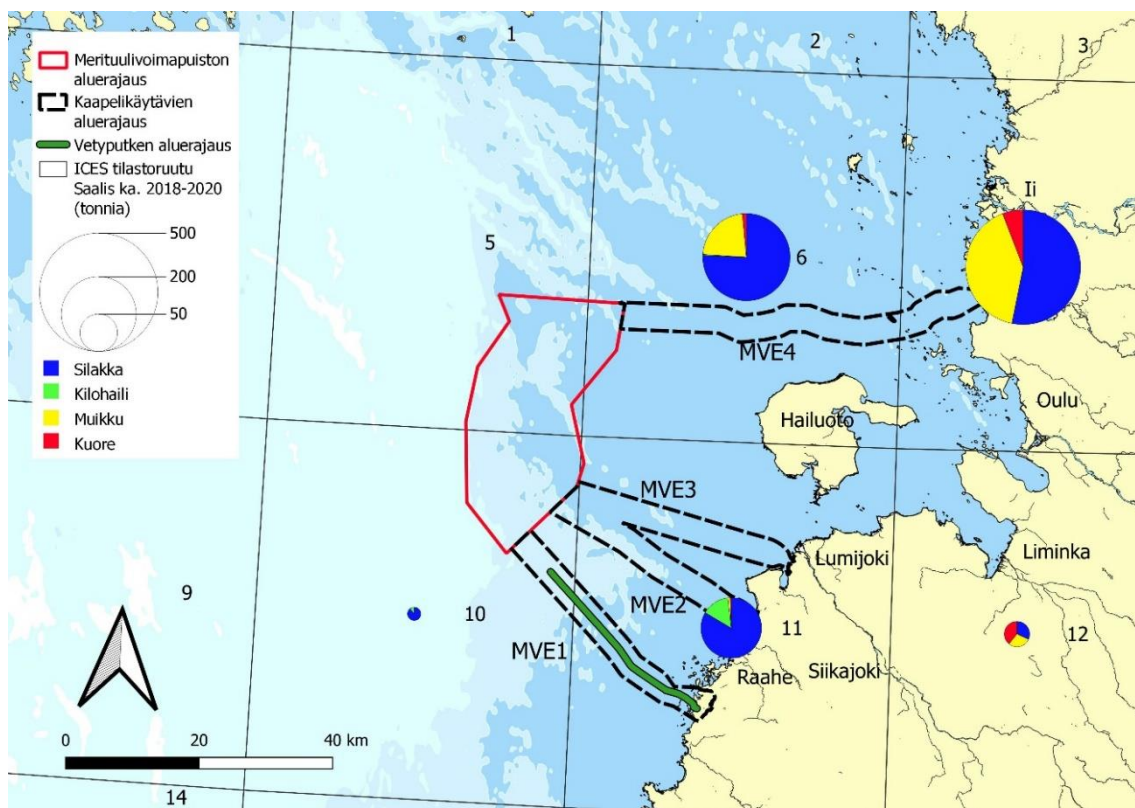 1
2
3
Merituulivoimapuiston
aluerajaus
Kaapelikäytävien
aluerajaus
Vetyputken aluerajaus
ICES tilastoruutu
Saalis ka. 2018-2020
(tonnia)
500
200
50
Silakka
Kilohaili
Muikku
Kuore
Ii
5
6
MVE4
Hailuoto
Oulu
MVE3
Lumijoki
Liminka
9
10
MVE2
11
12
MVE1
Raahe
Siikajoki
0
20
40 km
14